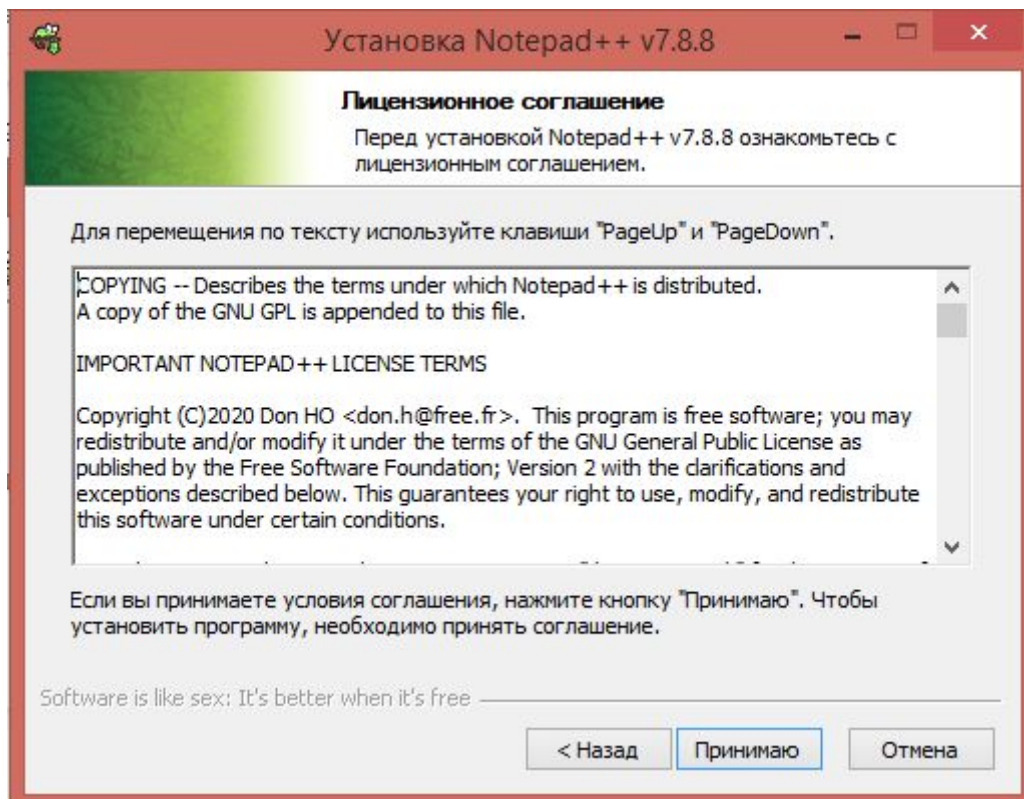 Установка Notepad++ v7.8.8
Лицензионное соглашение
Перед установкой Notepad++ v7.8.8 ознакомьтесь с
лицензионным соглашением.
Для перемещения по тексту используйте клавиши "PageUp" и "PageDown".
COPYING -- Describes the terms under which Notepad++ is distributed.
A copy of the GNU GPL is appended to this file.
IMPORTANT NOTEPAD++ LICENSE TERMS
Copyright (C)2020 Don HO <don.h@free.fr>.  This program is free software; you may
redistribute and/or modify it under the terms of the GNU General Public License as
published by the Free Software Foundation; Version 2 with the clarifications and
exceptions described below. This guarantees your right to use, modify, and redistribute
this software under certain conditions.
Если вы принимаете условия соглашения, нажмите кнопку "Принимаю". Чтобы
установить программу, необходимо принять соглашение.
Software is like sex: It's better when it's free
< Назад
Принимаю
Отмена